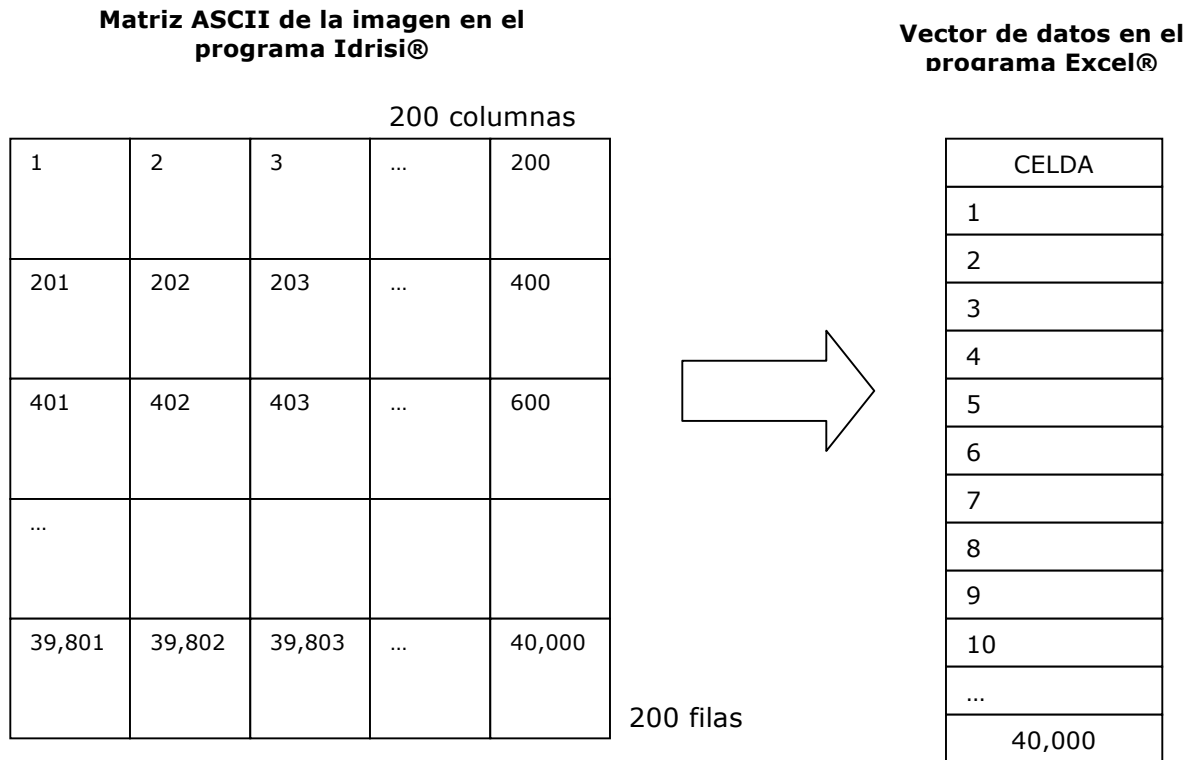 Matriz ASCII de la imagen en el
programa Idrisi®
Vector de datos en el
programa Excel®
200 columnas
1 2 3 ... 200
201 202 203 ... 400
401 402 403 ... 600
...
39,801 39,802 39,803 ... 40,000
200 filas
CELDA
1
2
3
4
5
6
7
8
9
10
...
40,000